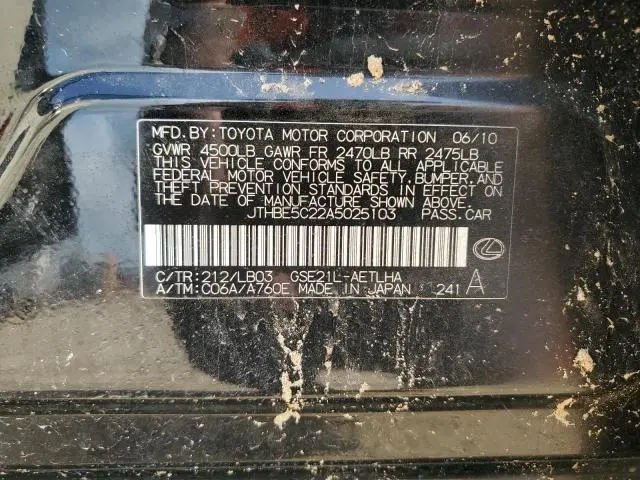 MFD. BY: TOYOTA MOTOR CORPORATION 06/10
GVWR 4500LB GAWR FR 2470LB RR 2475LB
THIS VEHICLE CONFORMS TO ALL APPLICABLE
FEDERAL MOTOR VEHICLE SAFETY, BUMPER, AND
THEFT PREVENTION STANDARDS IN EFFECT ON
THE DATE OF MANUFACTURE SHOWN ABOVE.
JTHBE5C22A5025103 PASS. CAR
C/TR: 212/LB03 GSE21L-AETLHA
A/TM: C06A/A760E MADE IN JAPAN 241 A